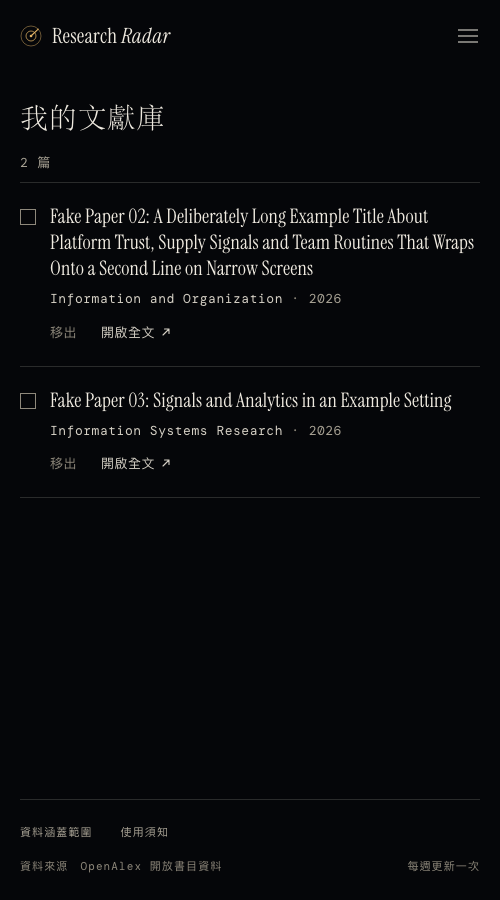 Research Radar
我的文獻庫
2 篇
Fake Paper 02: A Deliberately Long Example Title About
Platform Trust, Supply Signals and Team Routines That Wraps
Onto a Second Line on Narrow Screens
Information and Organization · 2026
移出 開啟全文 ↗
Fake Paper 03: Signals and Analytics in an Example Setting
Information Systems Research · 2026
移出 開啟全文 ↗
資料涵蓋範圍 使用須知
資料來源 OpenAlex 開放書目資料 每週更新一次